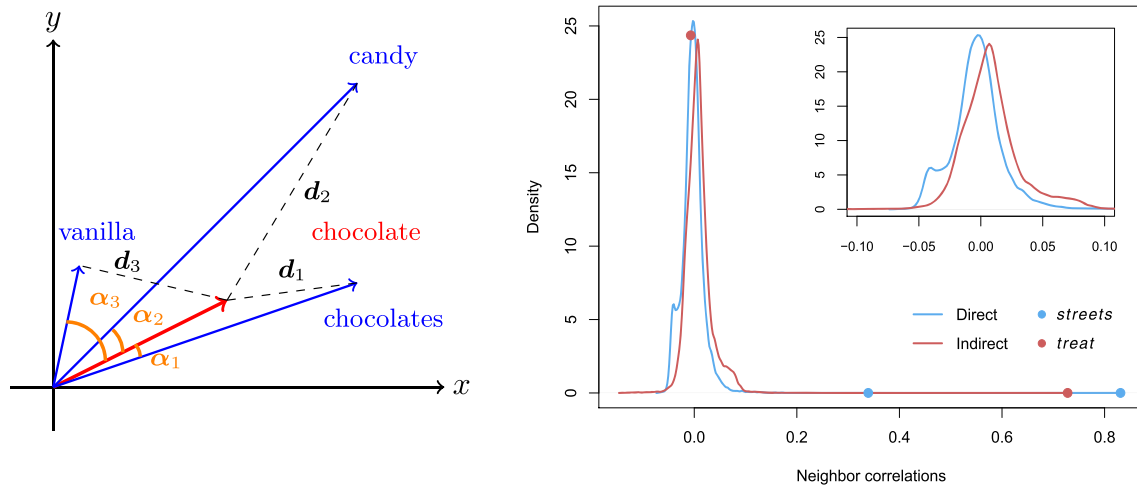 y
candy
d₂
vanilla
chocolate
d₃
d₁
α₃
α₂
chocolates
α₁
x
Density
25
20
15
10
5
0
0.0 0.2 0.4 0.6 0.8
Neighbor correlations
25
20
15
10
5
0
−0.10 −0.05 0.00 0.05 0.10
Direct streets
Indirect treat